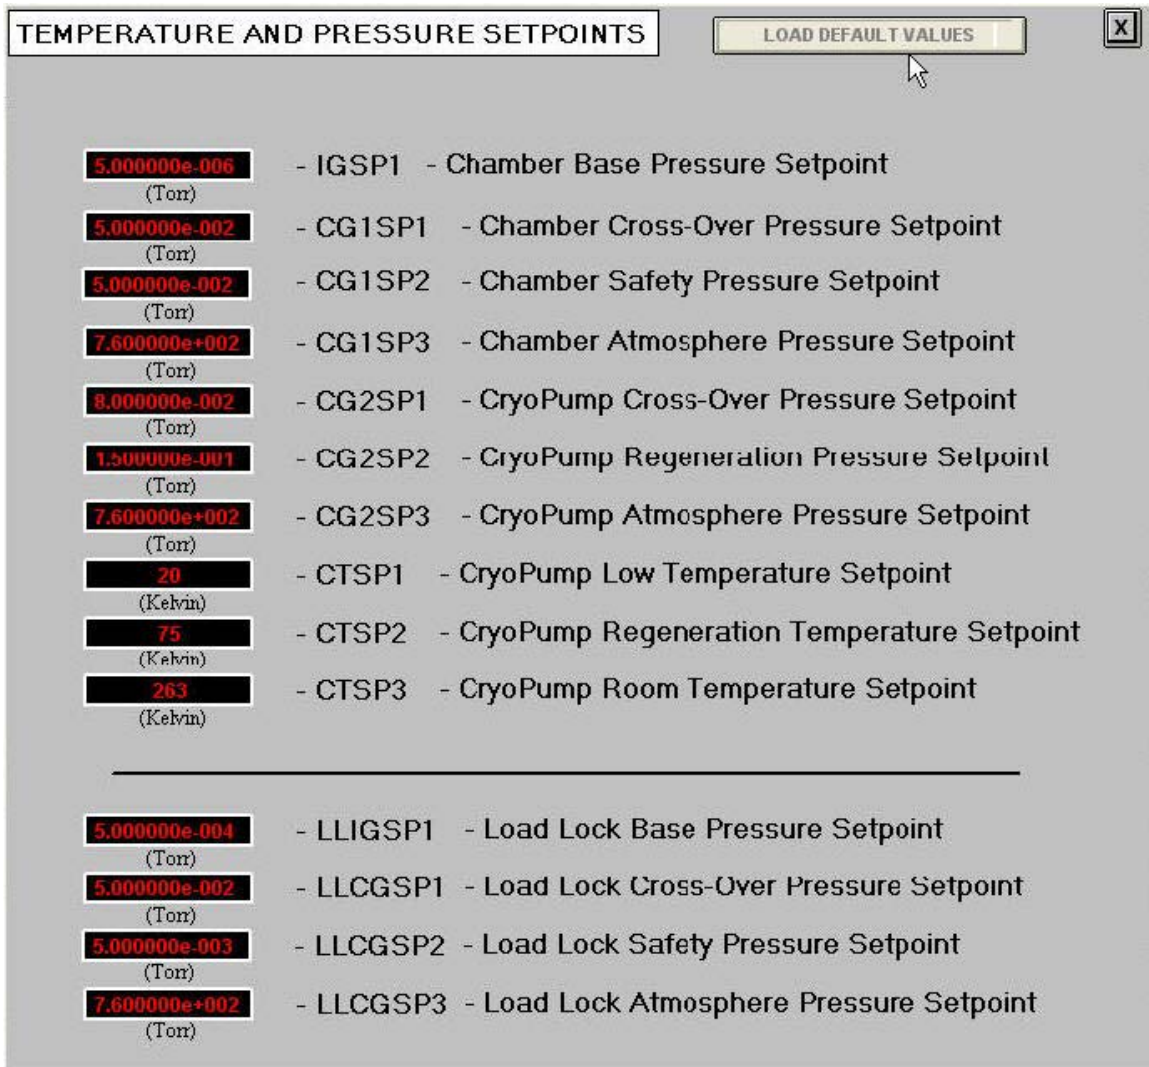 TEMPERATURE AND PRESSURE SETPOINTS LOAD DEFAULT VALUES X
5.000000e-006 - IGSP1 - Chamber Base Pressure Setpoint
(Torr)
5.000000e-002 - CG1SP1 - Chamber Cross-Over Pressure Setpoint
(Torr)
5.000000e-002 - CG1SP2 - Chamber Safety Pressure Setpoint
(Torr)
7.600000e+002 - CG1SP3 - Chamber Atmosphere Pressure Setpoint
(Torr)
8.000000e-002 - CG2SP1 - CryoPump Cross-Over Pressure Setpoint
(Torr)
1.500000e-001 - CG2SP2 - CryoPump Regeneration Pressure Setpoint
(Torr)
7.600000e+002 - CG2SP3 - CryoPump Atmosphere Pressure Setpoint
(Torr)
20 - CTSP1 - CryoPump Low Temperature Setpoint
(Kelvin)
75 - CTSP2 - CryoPump Regeneration Temperature Setpoint
(Kelvin)
263 - CTSP3 - CryoPump Room Temperature Setpoint
(Kelvin)
5.000000e-004 - LLIGSP1 - Load Lock Base Pressure Setpoint
(Torr)
5.000000e-002 - LLCGSP1 - Load Lock Cross-Over Pressure Setpoint
(Torr)
5.000000e-003 - LLCGSP2 - Load Lock Safety Pressure Setpoint
(Torr)
7.600000e+002 - LLCGSP3 - Load Lock Atmosphere Pressure Setpoint
(Torr)